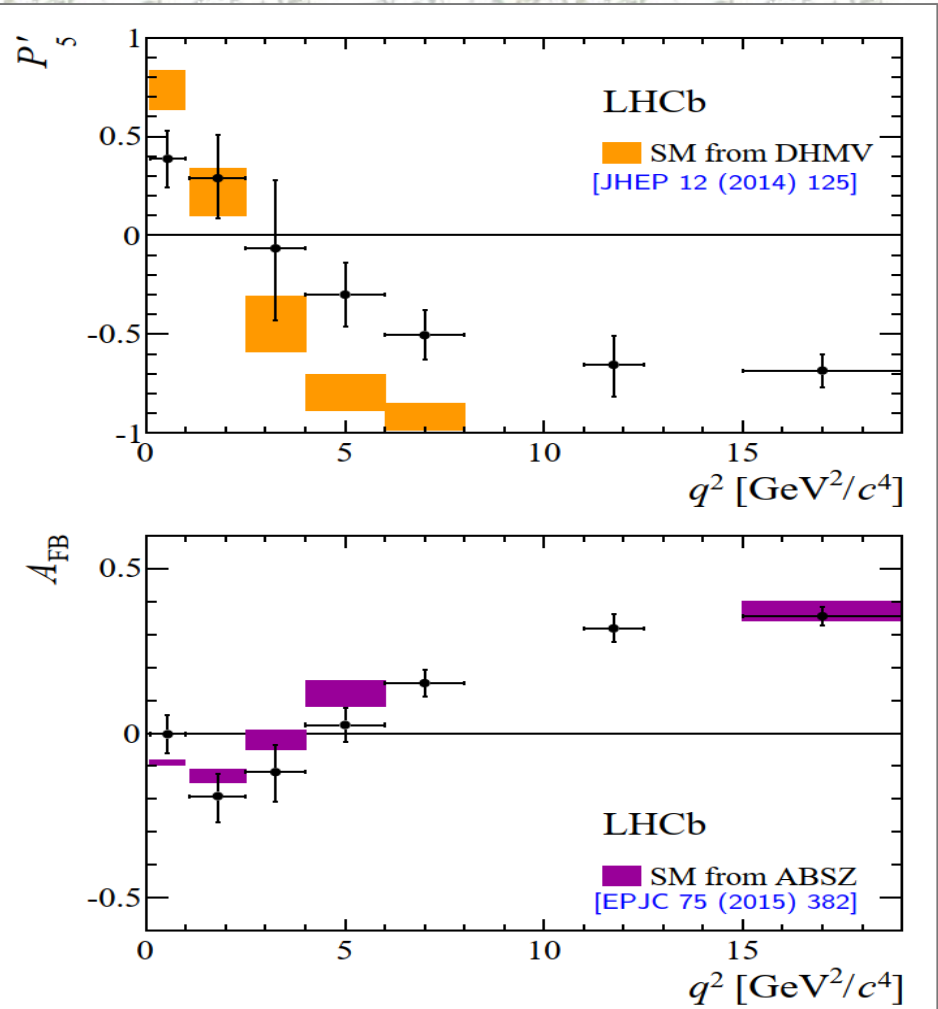 P′5
1
0.5
0
-0.5
-1
LHCb
SM from DHMV
[JHEP 12 (2014) 125]
0 5 10 15
q² [GeV²/c⁴]
A_FB
0.5
0
-0.5
LHCb
SM from ABSZ
[EPJC 75 (2015) 382]
0 5 10 15
q² [GeV²/c⁴]